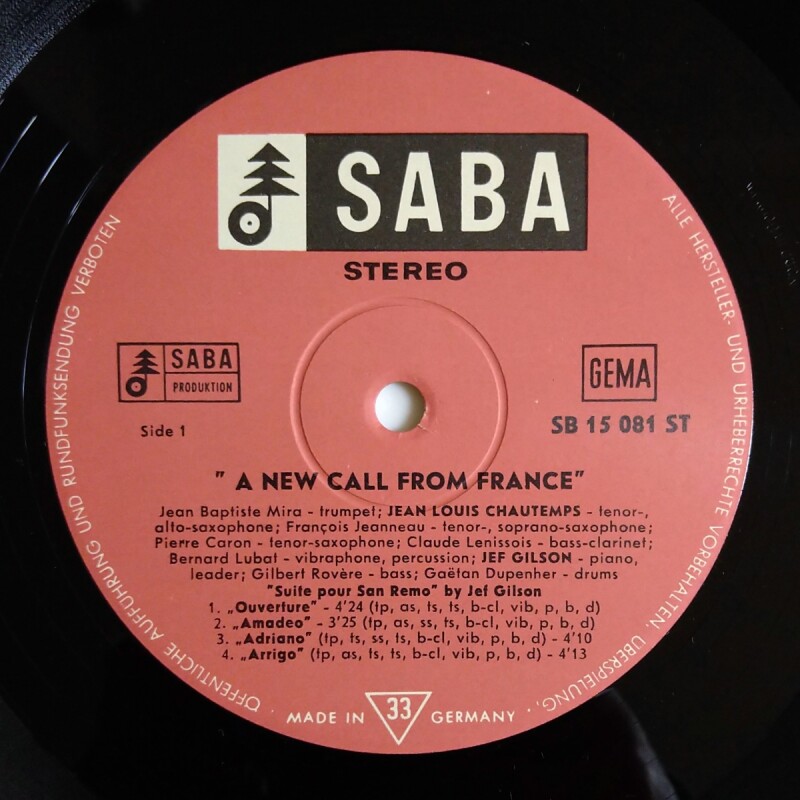 SABA
STEREO
SABA
PRODUKTION
GEMA
Side 1
SB 15 081 ST
" A NEW CALL FROM FRANCE"
Jean Baptiste Mira - trumpet; JEAN LOUIS CHAUTEMPS - tenor-,
alto-saxophone; François Jeanneau - tenor-, soprano-saxophone;
Pierre Caron - tenor-saxophone; Claude Lenissois - bass-clarinet;
Bernard Lubat - vibraphone, percussion; JEF GILSON - piano,
leader; Gilbert Rovère - bass; Gaëtan Dupenher - drums
"Suite pour San Remo" by Jef Gilson
1. „Ouverture" - 4'24 (tp, as, ts, ts, b-cl, vib, p, b, d)
2. „Amadeo" - 3'25 (tp, as, ss, ts, b-cl, vib, p, b, d)
3. „Adriano" (tp, ts, ss, ts, b-cl, vib, p, b, d) - 4'10
4. „Arrigo" (tp, as, ts, ts, b-cl, vib, p, b, d) - 4'13
MADE IN 33 GERMANY
ALLE HERSTELLER- UND URHEBERRECHTE VORBEHALTEN. ÜBERSPIELUNG,
ÖFFENTLICHE AUFFÜHRUNG UND RUNDFUNKSENDUNG VERBOTEN